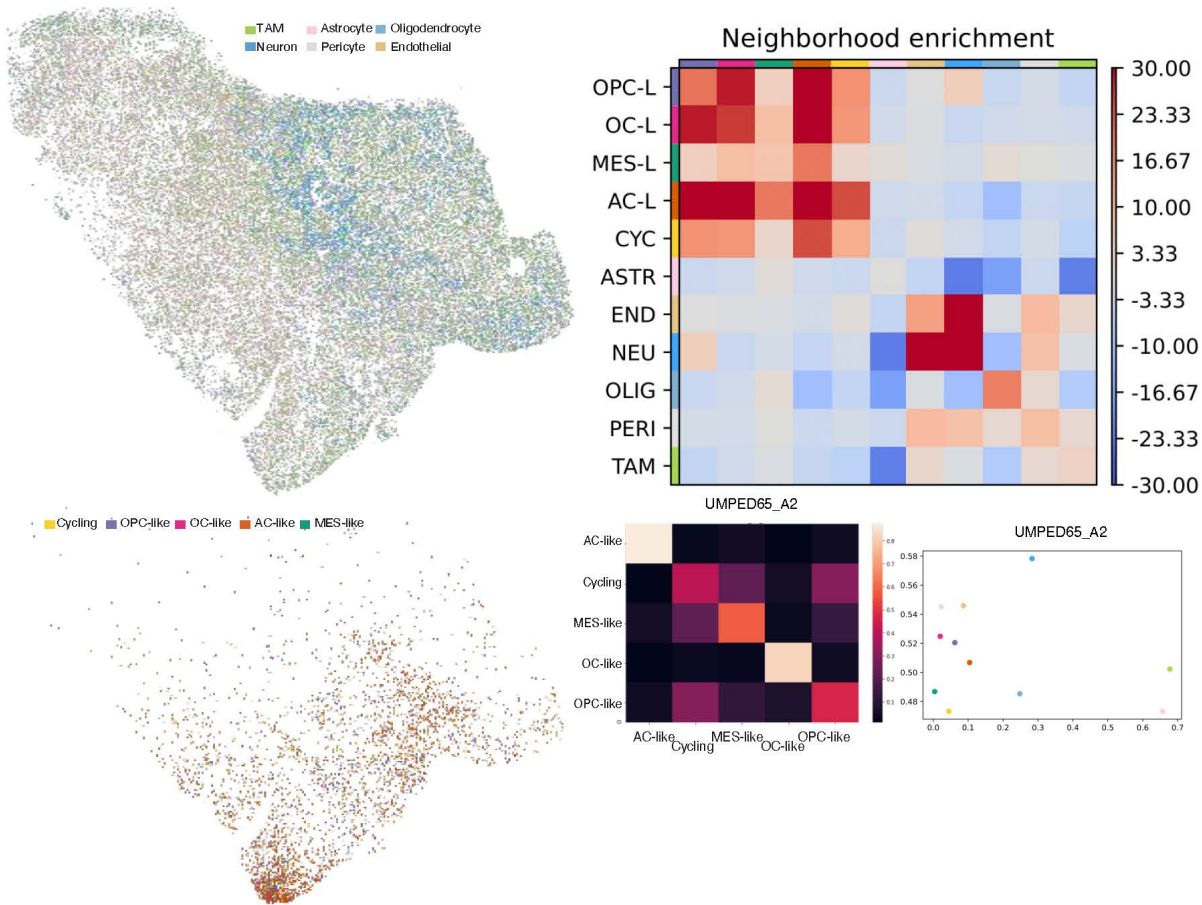 TAM Astrocyte Oligodendrocyte
Neuron Pericyte Endothelial
Neighborhood enrichment
OPC-L
OC-L
MES-L
AC-L
CYC
ASTR
END
NEU
OLIG
PERI
TAM
30.00
23.33
16.67
10.00
3.33
-3.33
-10.00
-16.67
-23.33
-30.00
Cycling OPC-like OC-like AC-like MES-like
UMPED65_A2
AC-like
Cycling
MES-like
OC-like
OPC-like
0
AC-like Cycling MES-like OC-like OPC-like
0.8
0.7
0.6
0.5
0.4
0.3
0.2
0.1
UMPED65_A2
0.58
0.56
0.54
0.52
0.50
0.48
0.0 0.1 0.2 0.3 0.4 0.5 0.6 0.7